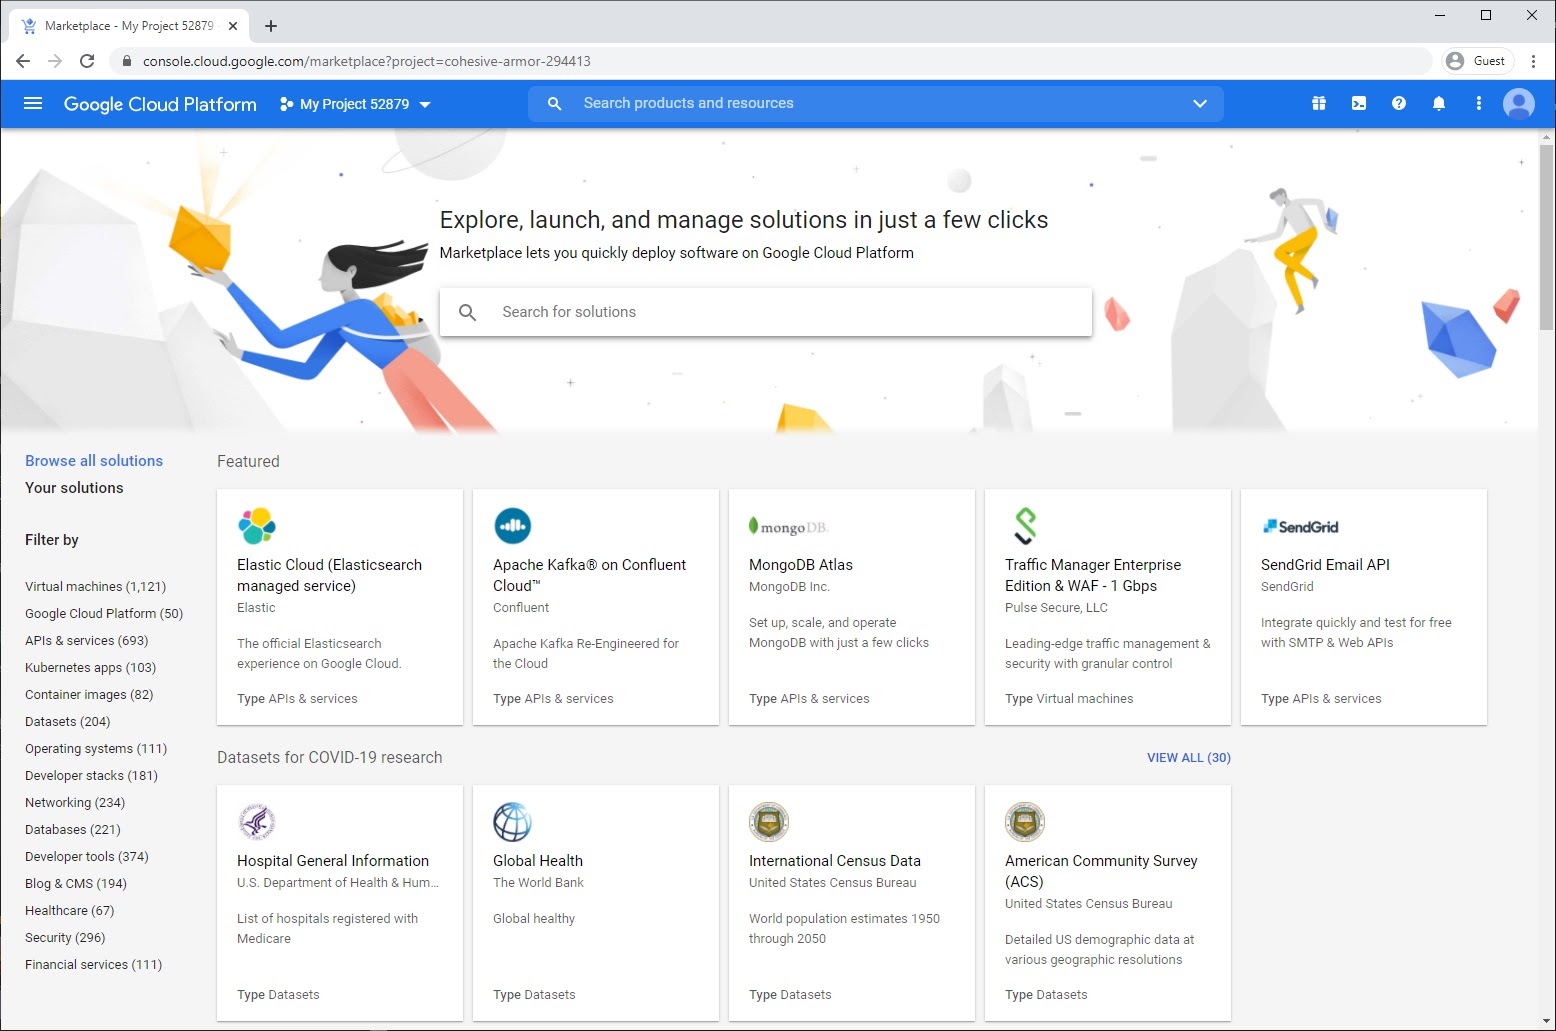 Marketplace - My Project 52879
console.cloud.google.com/marketplace?project=cohesive-armor-294413
Guest
Google Cloud Platform
My Project 52879
Search products and resources
Explore, launch, and manage solutions in just a few clicks
Marketplace lets you quickly deploy software on Google Cloud Platform
Search for solutions
Browse all solutions
Your solutions
Filter by
Virtual machines (1,121)
Google Cloud Platform (50)
APIs & services (693)
Kubernetes apps (103)
Container images (82)
Datasets (204)
Operating systems (111)
Developer stacks (181)
Networking (234)
Databases (221)
Developer tools (374)
Blog & CMS (194)
Healthcare (67)
Security (296)
Financial services (111)
Featured
Elastic Cloud (Elasticsearch
managed service)
Elastic
The official Elasticsearch
experience on Google Cloud.
Type APIs & services
Apache Kafka® on Confluent
Cloud™
Confluent
Apache Kafka Re-Engineered for
the Cloud
Type APIs & services
mongoDB.
MongoDB Atlas
MongoDB Inc.
Set up, scale, and operate
MongoDB with just a few clicks
Type APIs & services
Traffic Manager Enterprise
Edition & WAF - 1 Gbps
Pulse Secure, LLC
Leading-edge traffic management &
security with granular control
Type Virtual machines
SendGrid
SendGrid Email API
SendGrid
Integrate quickly and test for free
with SMTP & Web APIs
Type APIs & services
Datasets for COVID-19 research
VIEW ALL (30)
Hospital General Information
U.S. Department of Health & Hum...
List of hospitals registered with
Medicare
Type Datasets
Global Health
The World Bank
Global healthy
Type Datasets
International Census Data
United States Census Bureau
World population estimates 1950
through 2050
Type Datasets
American Community Survey
(ACS)
United States Census Bureau
Detailed US demographic data at
various geographic resolutions
Type Datasets